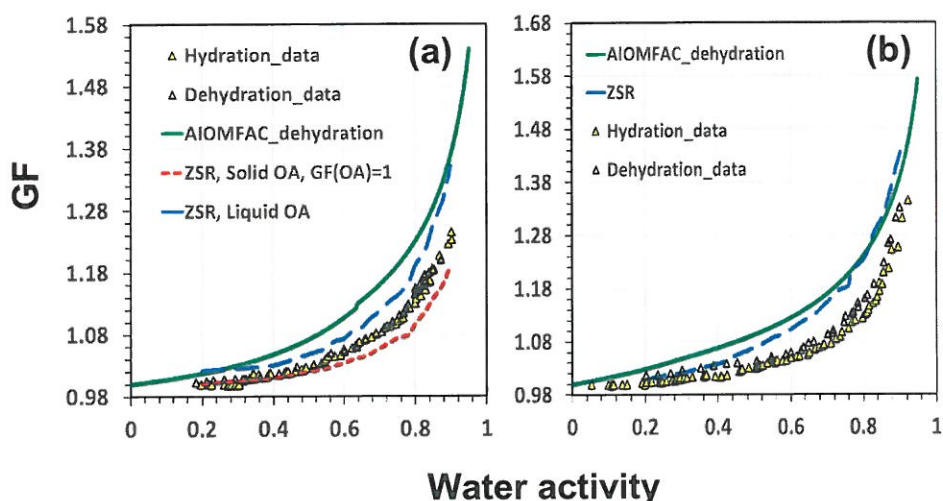 1.58
1.48
1.38
1.28
1.18
1.08
0.98
GF
(a)
Hydration_data
Dehydration_data
AIOMFAC_dehydration
ZSR, Solid OA, GF(OA)=1
ZSR, Liquid OA
0 0.2 0.4 0.6 0.8 1
1.68
1.58
1.48
1.38
1.28
1.18
1.08
0.98
(b)
AIOMFAC_dehydration
ZSR
Hydration_data
Dehydration_data
0 0.2 0.4 0.6 0.8 1
Water activity